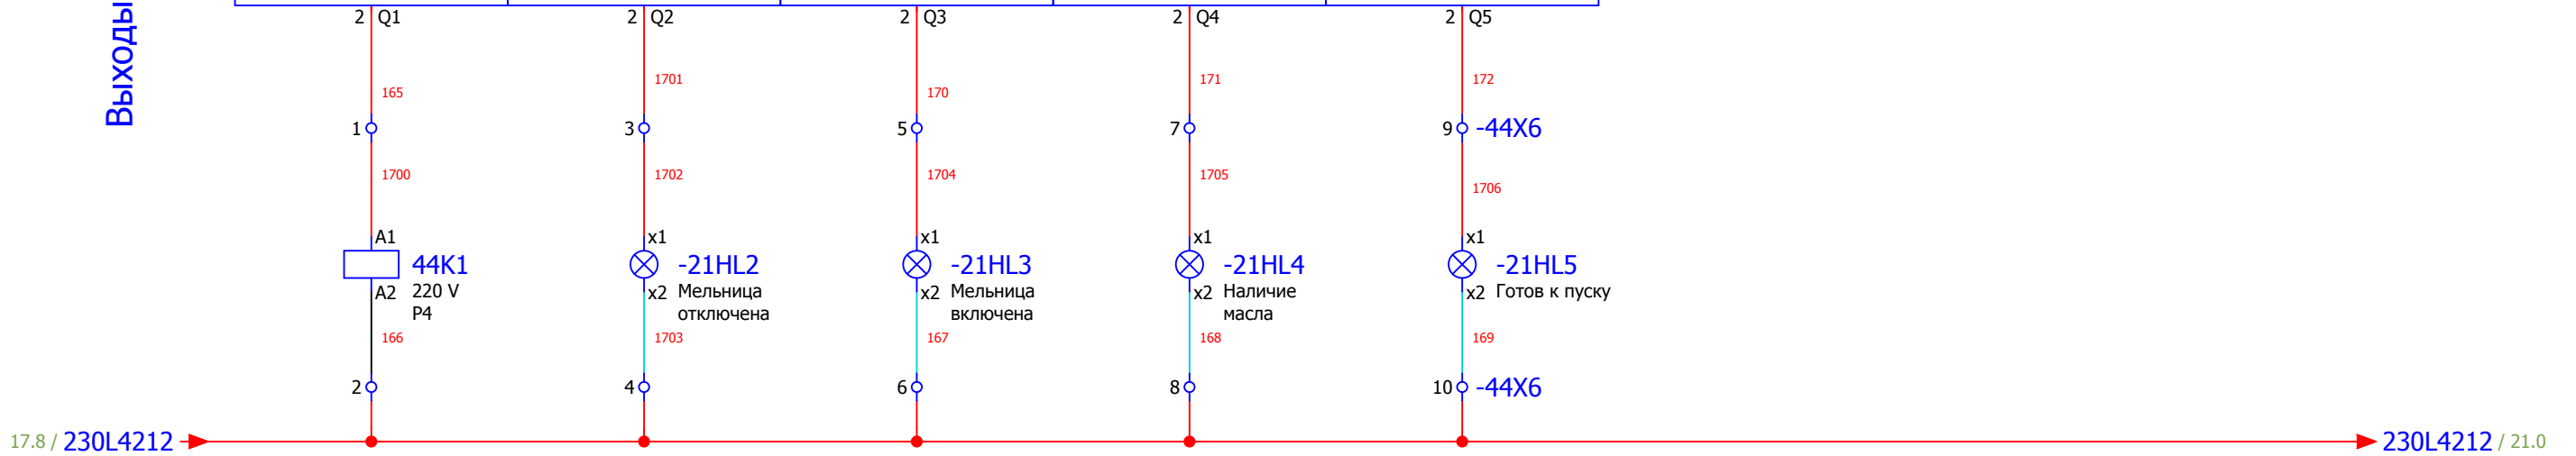 Выходы
2 Q1
2 Q2
2 Q3
2 Q4
2 Q5
165
1701
170
171
172
1
3
5
7
9 -44X6
1700
1702
1704
1705
1706
A1
x1
x1
x1
x1
44K1
-21HL2
-21HL3
-21HL4
-21HL5
A2 220 V
P4
x2 Мельница
отключена
x2 Мельница
включена
x2 Наличие
масла
x2 Готов к пуску
166
1703
167
168
169
2
4
6
8
10 -44X6
17.8 / 230L4212
230L4212 / 21.0